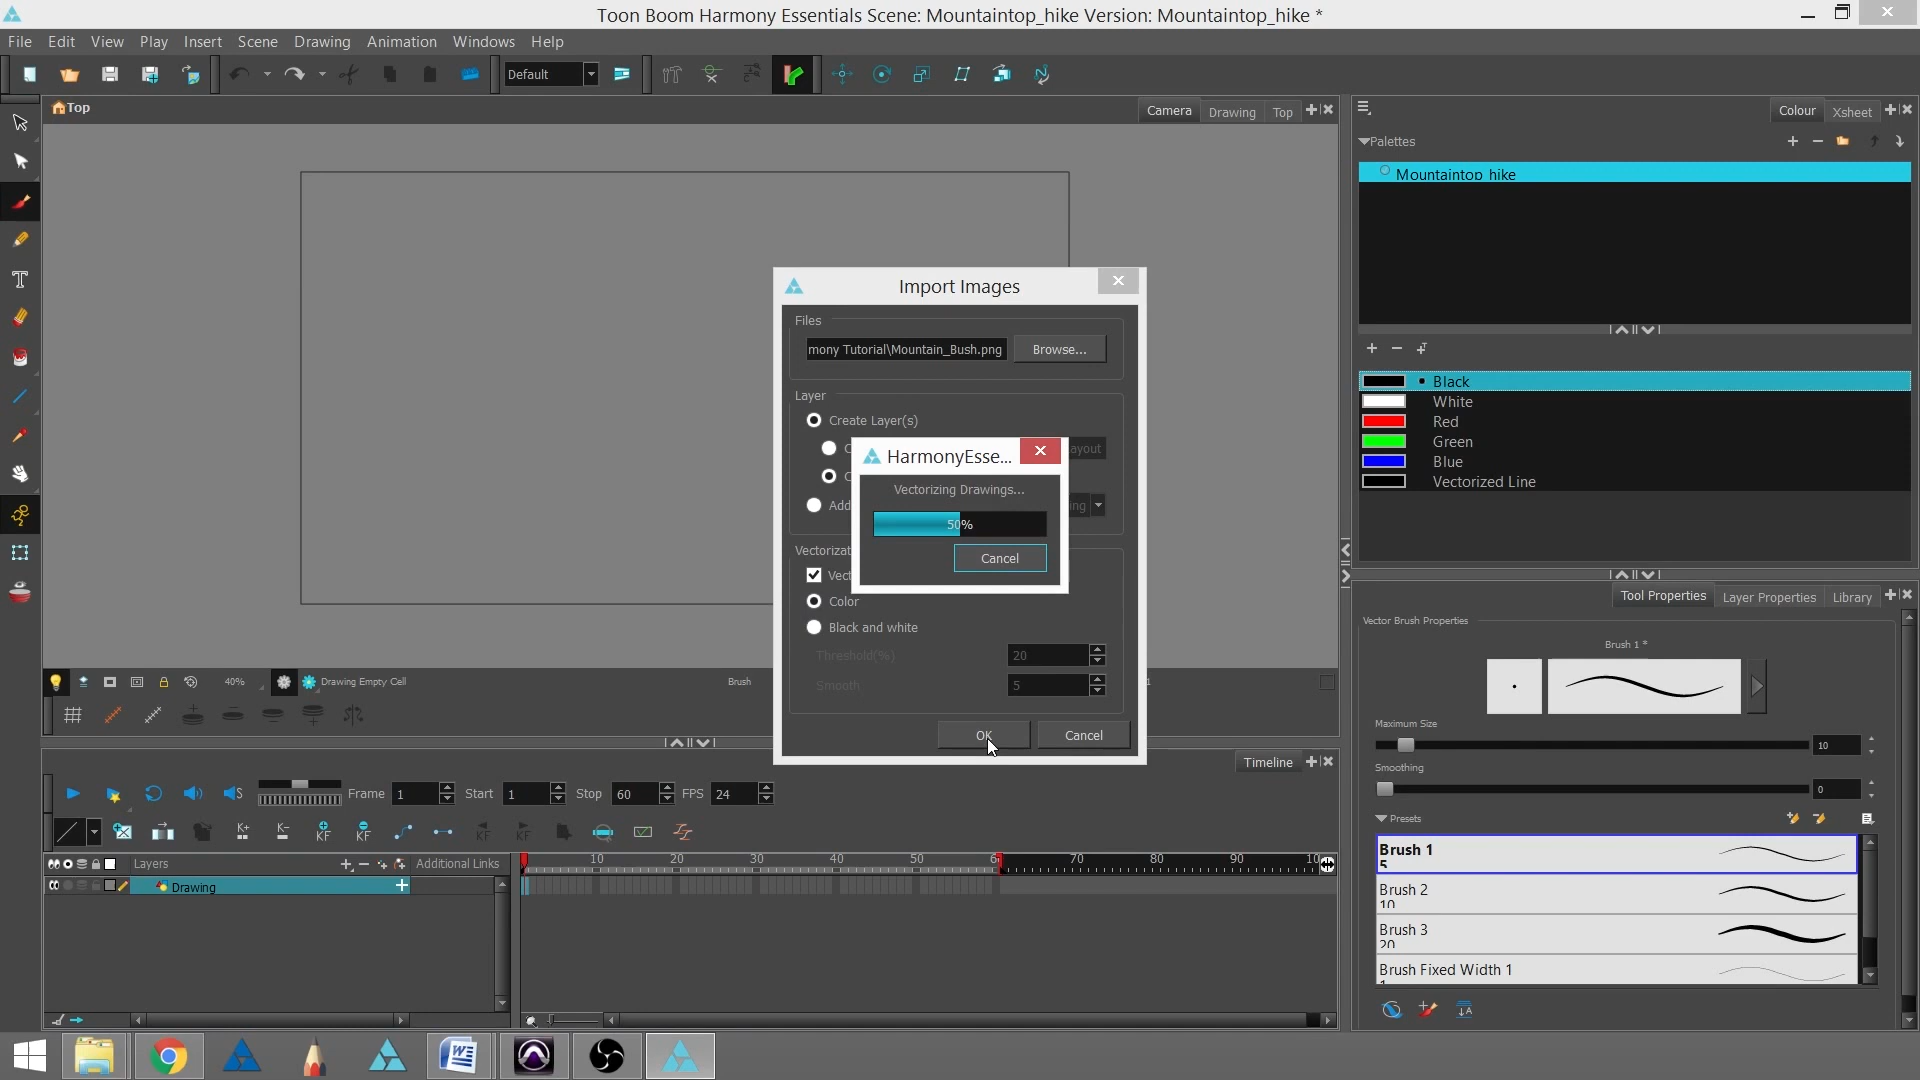 Toon Boom Harmony Essentials Scene: Mountaintop_hike Version: Mountaintop_hike *
File Edit View Play Insert Scene Drawing Animation Windows Help
Default
Top
Camera Drawing Top
Colour Xsheet
Palettes
Mountaintop_hike
Black
White
Red
Green
Blue
Vectorized Line
Import Images
Files
mony Tutorial\Mountain_Bush.png Browse...
Layer
Create Layer(s)
HarmonyEsse...
Vectorizing Drawings...
50%
Cancel
Color
Black and white
Threshold(%) 20
Smooth 5
OK Cancel
40% Drawing Empty Cell Brush
Tool Properties Layer Properties Library
Vector Brush Properties
Brush 1 *
Maximum Size
10
Smoothing
0
Presets
Brush 1
5
Brush 2
10
Brush 3
20
Brush Fixed Width 1
Timeline
Frame 1 Start 1 Stop 60 FPS 24
Layers Additional Links 10 20 30 40 50 70 80 90
Drawing